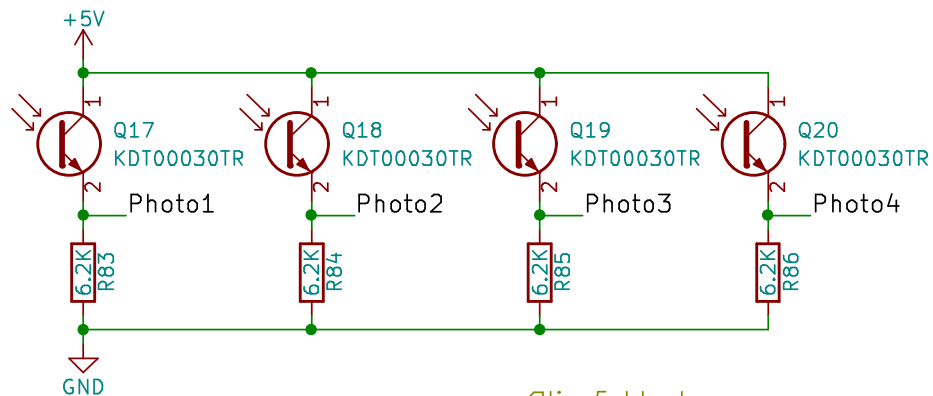 +5V
1
Q17
KDT00030TR
2
Photo1
6.2K
R83
1
Q18
KDT00030TR
2
Photo2
6.2K
R84
1
Q19
KDT00030TR
2
Photo3
6.2K
R85
1
Q20
KDT00030TR
2
Photo4
6.2K
R86
GND